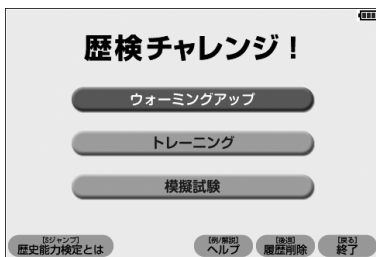 歴検チャレンジ！
ウォーミングアップ
トレーニング
模擬試験
[Sジャンプ]
歴史能力検定とは
[例/解説]
ヘルプ
[後退]
履歴削除
[戻る]
終了